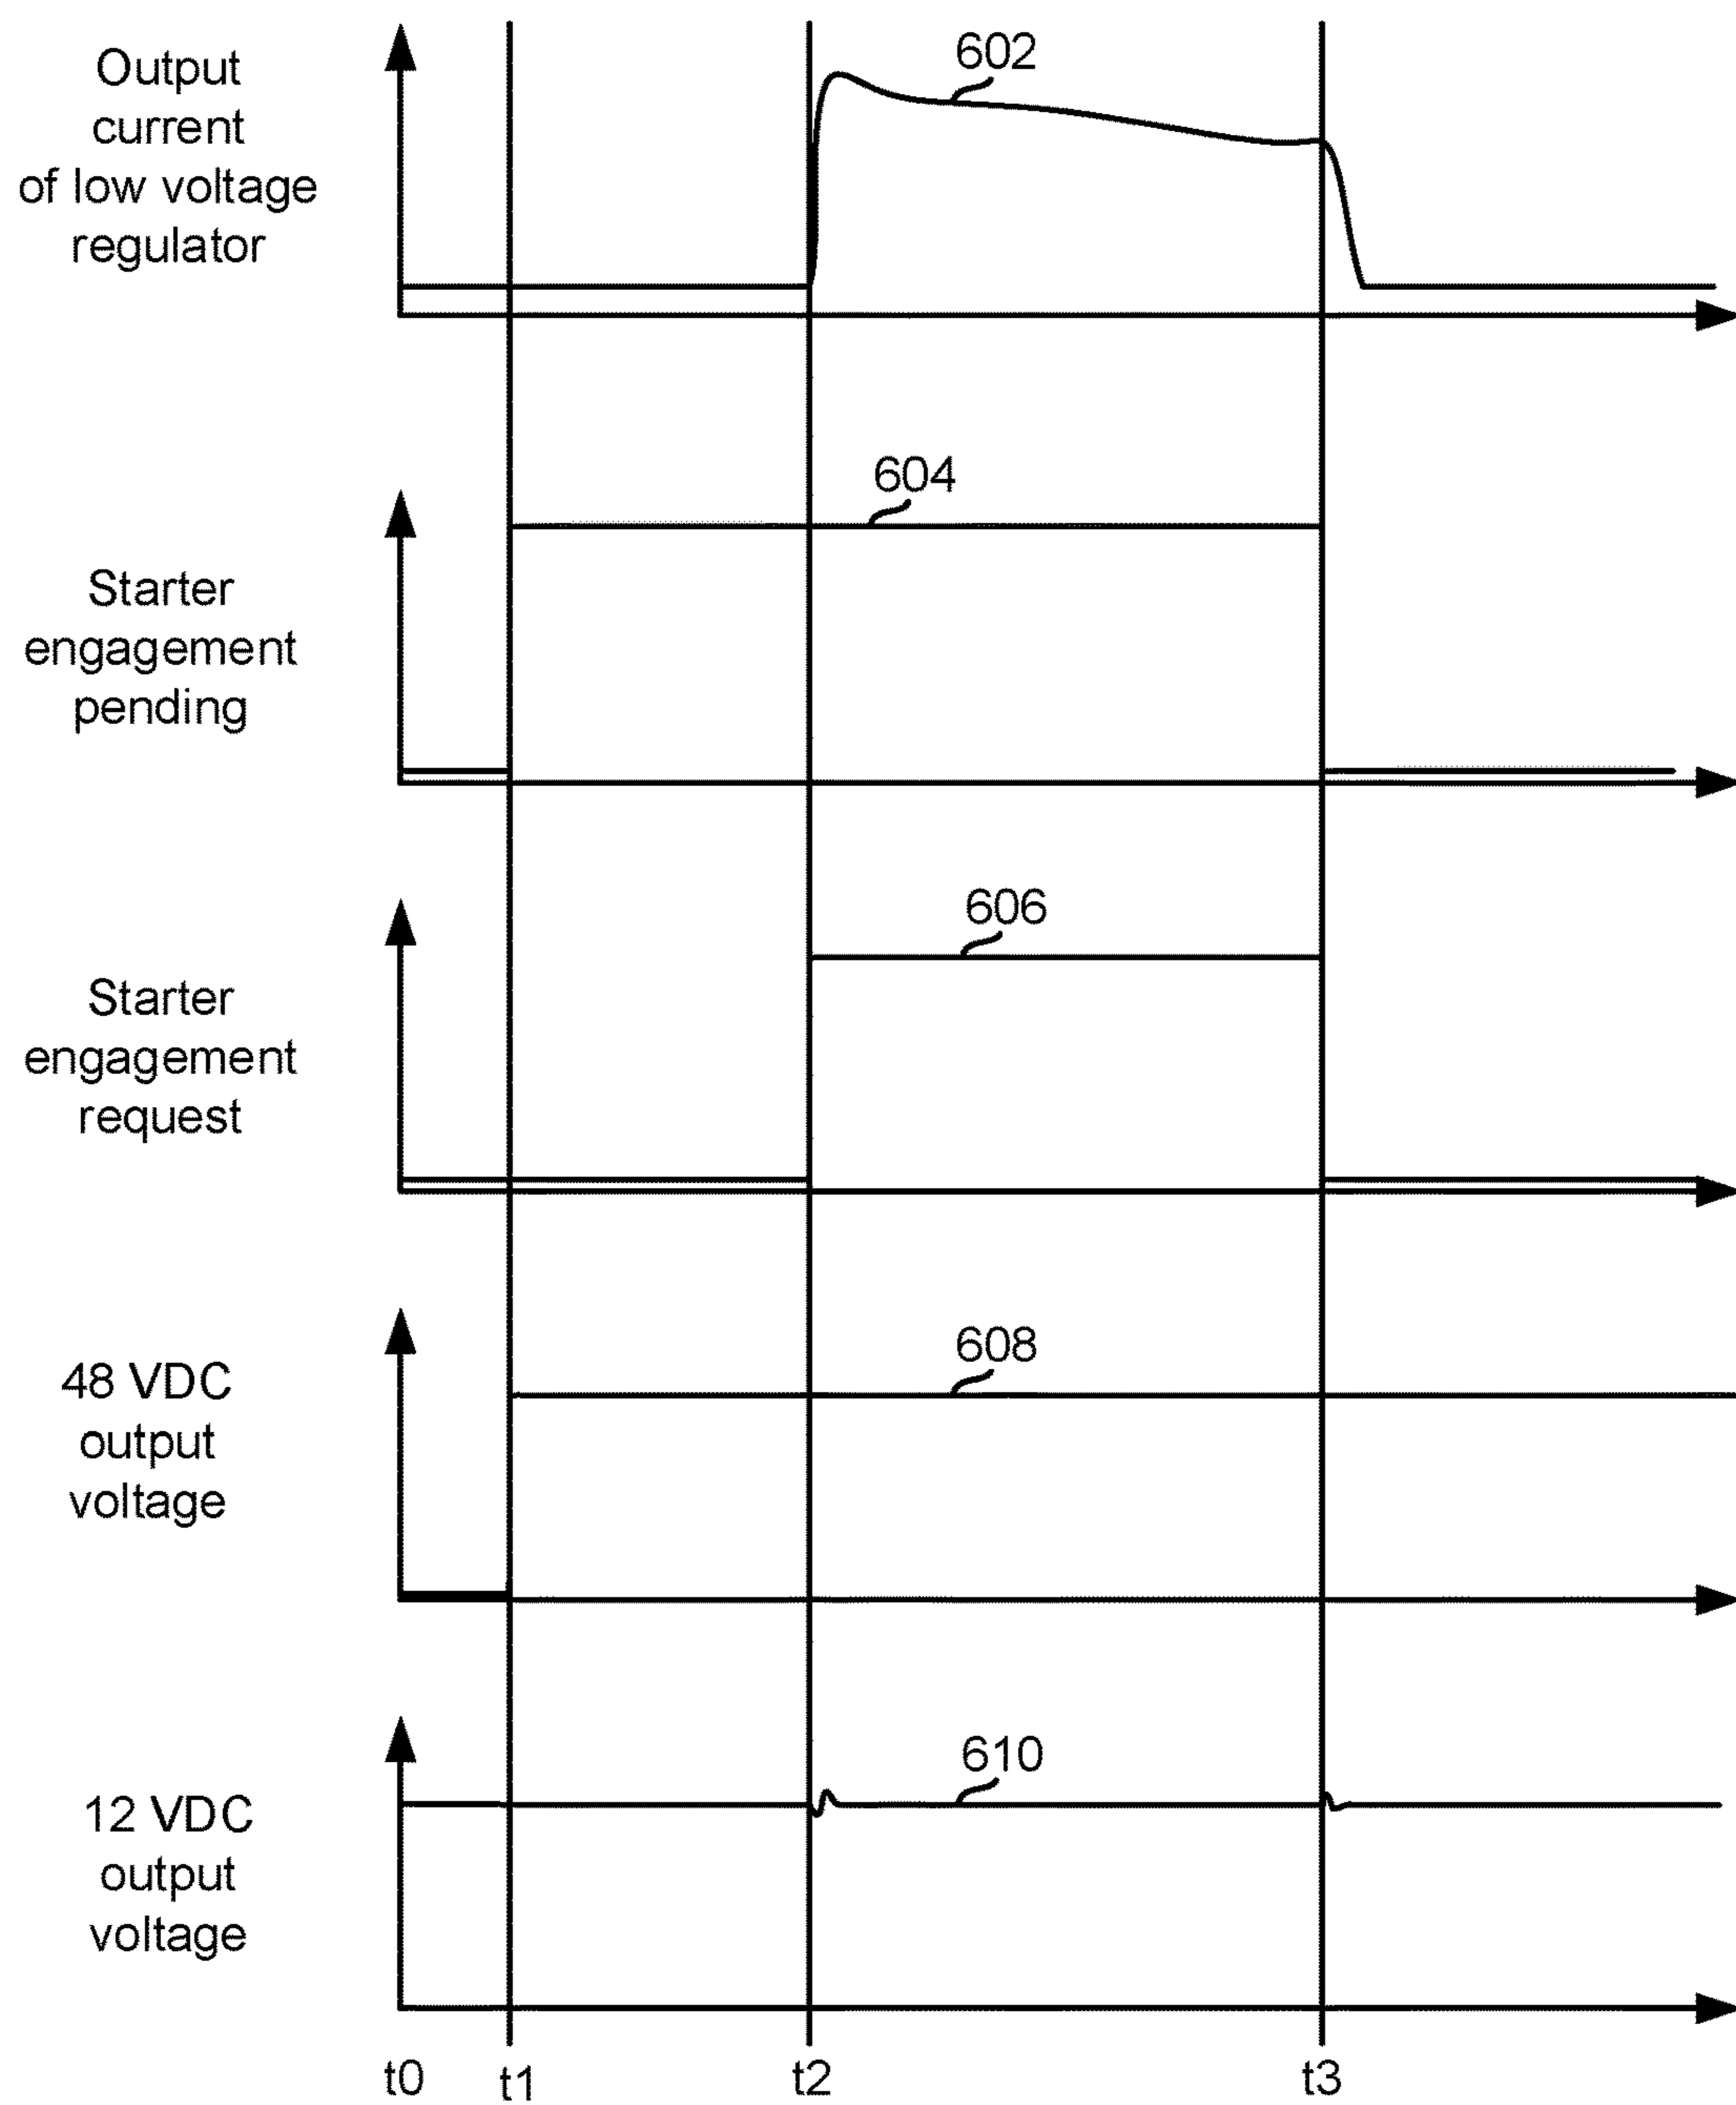 602
Output
current
of low voltage
regulator
604
Starter
engagement
pending
606
Starter
engagement
request
608
48 VDC
output
voltage
610
12 VDC
output
voltage
t0
t1
t2
t3